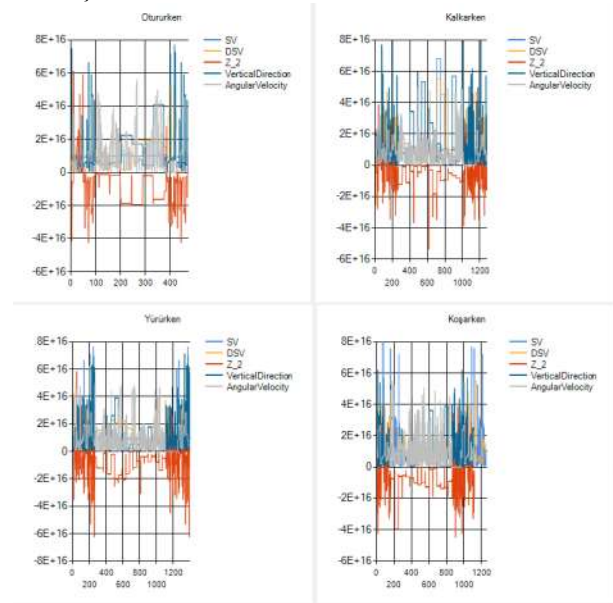 Otururken
8E+16
6E+16
4E+16
2E+16
0
-2E+16
-4E+16
-6E+16
0 100 200 300 400
SV
DSV
Z_2
VerticalDirection
AngularVelocity
Kalkarken
8E+16
6E+16
4E+16
2E+16
0
-2E+16
-4E+16
-6E+16
0 400 800 1200
200 600 1000
SV
DSV
Z_2
VerticalDirection
AngularVelocity
Yürürken
8E+16
6E+16
4E+16
2E+16
0
-2E+16
-4E+16
-6E+16
-8E+16
0 400 800 1200
200 600 1000
SV
DSV
Z_2
VerticalDirection
AngularVelocity
Koşarken
8E+16
6E+16
4E+16
2E+16
0
-2E+16
-4E+16
-6E+16
0 400 800 1200
200 600 1000
SV
DSV
Z_2
VerticalDirection
AngularVelocity